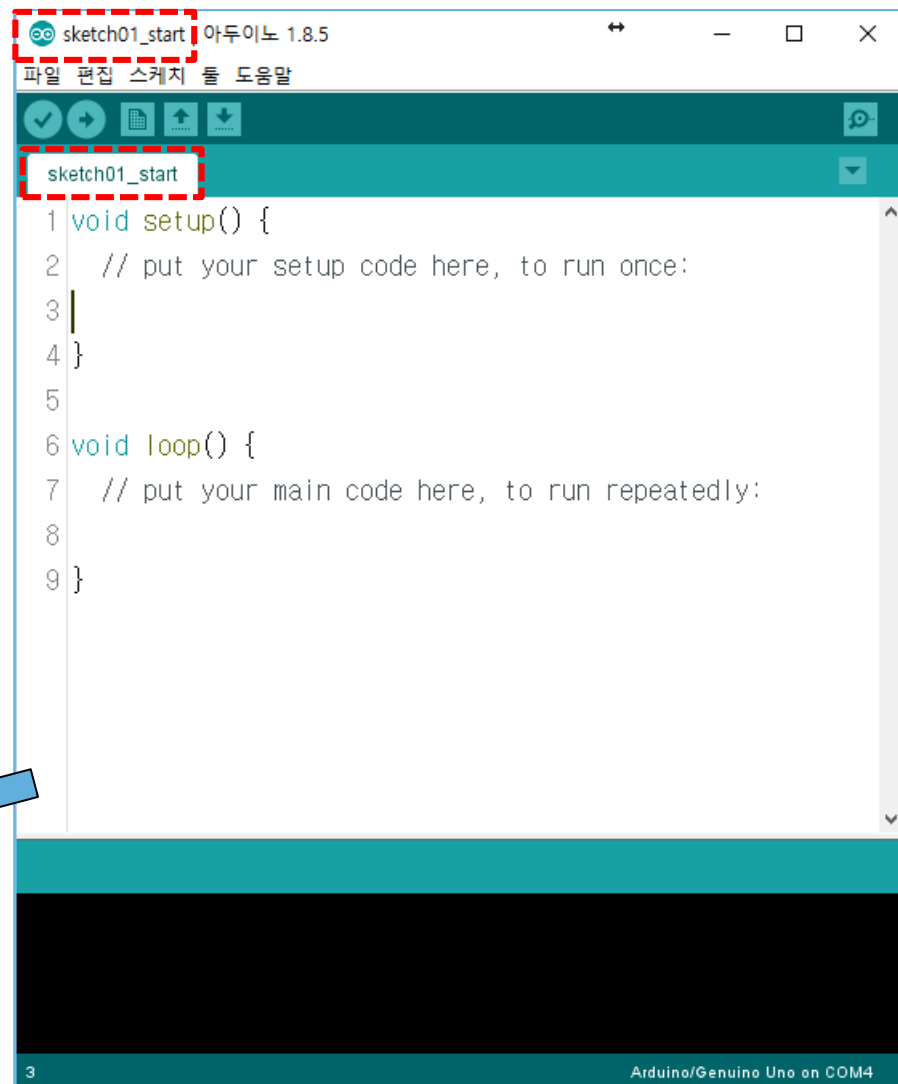 sketch01_start | 아두이노 1.8.5
파일 편집 스케치 툴 도움말
sketch01_start
1 void setup() {
2 // put your setup code here, to run once:
3
4 }
5
6 void loop() {
7 // put your main code here, to run repeatedly:
8
9 }
3 Arduino/Genuino Uno on COM4